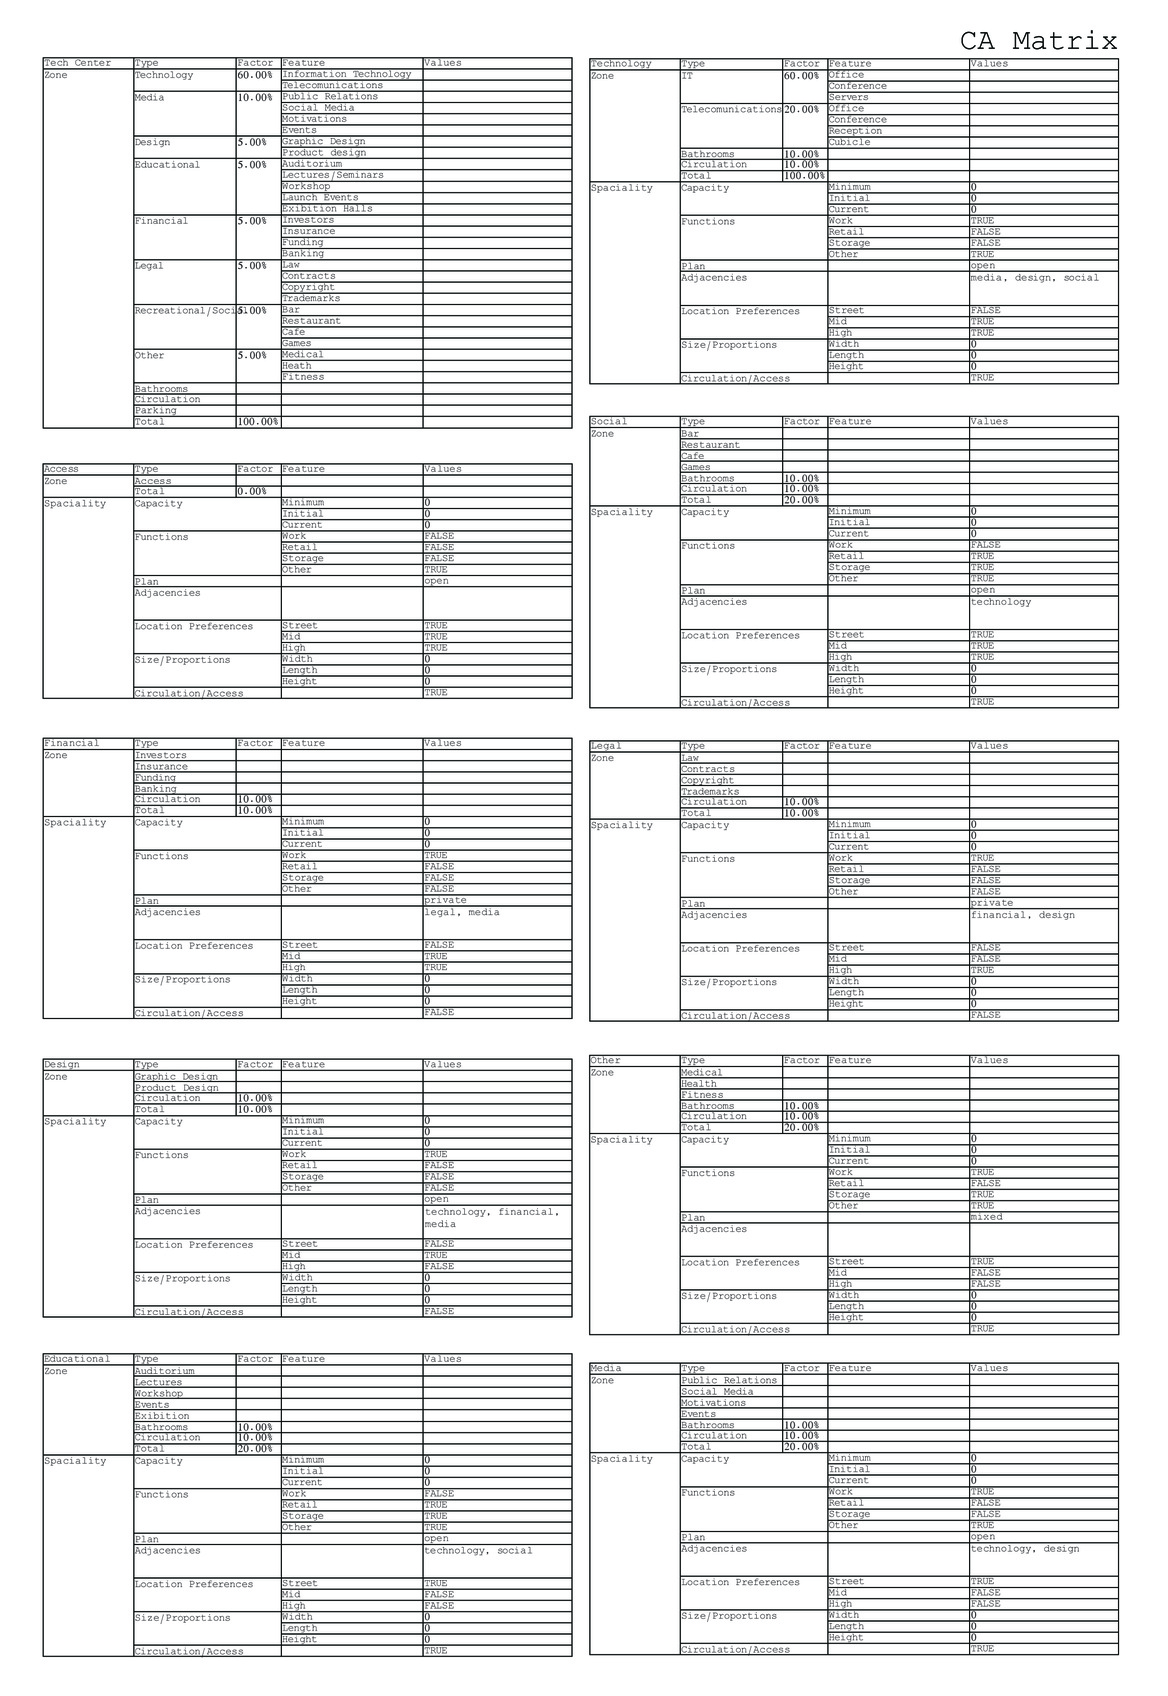 CA Matrix
Tech Center Type Factor Feature Values
Zone Technology 60.00% Information Technology
Telecomunications
Media 10.00% Public Relations
Social Media
Motivations
Events
Design 5.00% Graphic Design
Product design
Educational 5.00% Auditorium
Lectures/Seminars
Workshop
Launch Events
Exibition Halls
Financial 5.00% Investors
Insurance
Funding
Banking
Legal 5.00% Law
Contracts
Copyright
Trademarks
Recreational/Social 5.00% Bar
Restaurant
Cafe
Games
Other 5.00% Medical
Heath
Fitness
Bathrooms
Circulation
Parking
Total 100.00%
Technology Type Factor Feature Values
Zone IT 60.00% Office
Conference
Servers
Telecomunications 20.00% Office
Conference
Reception
Cubicle
Bathrooms 10.00%
Circulation 10.00%
Total 100.00%
Spaciality Capacity Minimum 0
Initial 0
Current 0
Functions Work TRUE
Retail FALSE
Storage FALSE
Other TRUE
Plan open
Adjacencies media, design, social
Location Preferences Street FALSE
Mid TRUE
High TRUE
Size/Proportions Width 0
Length 0
Height 0
Circulation/Access TRUE
Access Type Factor Feature Values
Zone Access
Total 0.00%
Spaciality Capacity Minimum 0
Initial 0
Current 0
Functions Work FALSE
Retail FALSE
Storage FALSE
Other TRUE
Plan open
Adjacencies
Location Preferences Street TRUE
Mid TRUE
High TRUE
Size/Proportions Width 0
Length 0
Height 0
Circulation/Access TRUE
Social Type Factor Feature Values
Zone Bar
Restaurant
Cafe
Games
Bathrooms 10.00%
Circulation 10.00%
Total 20.00%
Spaciality Capacity Minimum 0
Initial 0
Current 0
Functions Work FALSE
Retail TRUE
Storage TRUE
Other TRUE
Plan open
Adjacencies technology
Location Preferences Street TRUE
Mid TRUE
High TRUE
Size/Proportions Width 0
Length 0
Height 0
Circulation/Access TRUE
Financial Type Factor Feature Values
Zone Investors
Insurance
Funding
Banking
Circulation 10.00%
Total 10.00%
Spaciality Capacity Minimum 0
Initial 0
Current 0
Functions Work TRUE
Retail FALSE
Storage FALSE
Other FALSE
Plan private
Adjacencies legal, media
Location Preferences Street FALSE
Mid TRUE
High TRUE
Size/Proportions Width 0
Length 0
Height 0
Circulation/Access FALSE
Legal Type Factor Feature Values
Zone Law
Contracts
Copyright
Trademarks
Circulation 10.00%
Total 10.00%
Spaciality Capacity Minimum 0
Initial 0
Current 0
Functions Work TRUE
Retail FALSE
Storage FALSE
Other FALSE
Plan private
Adjacencies financial, design
Location Preferences Street FALSE
Mid FALSE
High TRUE
Size/Proportions Width 0
Length 0
Height 0
Circulation/Access FALSE
Design Type Factor Feature Values
Zone Graphic Design
Product Design
Circulation 10.00%
Total 10.00%
Spaciality Capacity Minimum 0
Initial 0
Current 0
Functions Work TRUE
Retail FALSE
Storage FALSE
Other FALSE
Plan open
Adjacencies technology, financial,
media
Location Preferences Street FALSE
Mid TRUE
High FALSE
Size/Proportions Width 0
Length 0
Height 0
Circulation/Access FALSE
Other Type Factor Feature Values
Zone Medical
Health
Fitness
Bathrooms 10.00%
Circulation 10.00%
Total 20.00%
Spaciality Capacity Minimum 0
Initial 0
Current 0
Functions Work TRUE
Retail FALSE
Storage TRUE
Other TRUE
Plan mixed
Adjacencies
Location Preferences Street TRUE
Mid FALSE
High FALSE
Size/Proportions Width 0
Length 0
Height 0
Circulation/Access TRUE
Educational Type Factor Feature Values
Zone Auditorium
Lectures
Workshop
Events
Exibition
Bathrooms 10.00%
Circulation 10.00%
Total 20.00%
Spaciality Capacity Minimum 0
Initial 0
Current 0
Functions Work FALSE
Retail TRUE
Storage TRUE
Other TRUE
Plan open
Adjacencies technology, social
Location Preferences Street TRUE
Mid FALSE
High FALSE
Size/Proportions Width 0
Length 0
Height 0
Circulation/Access TRUE
Media Type Factor Feature Values
Zone Public Relations
Social Media
Motivations
Events
Bathrooms 10.00%
Circulation 10.00%
Total 20.00%
Spaciality Capacity Minimum 0
Initial 0
Current 0
Functions Work TRUE
Retail FALSE
Storage FALSE
Other TRUE
Plan open
Adjacencies technology, design
Location Preferences Street TRUE
Mid FALSE
High FALSE
Size/Proportions Width 0
Length 0
Height 0
Circulation/Access TRUE